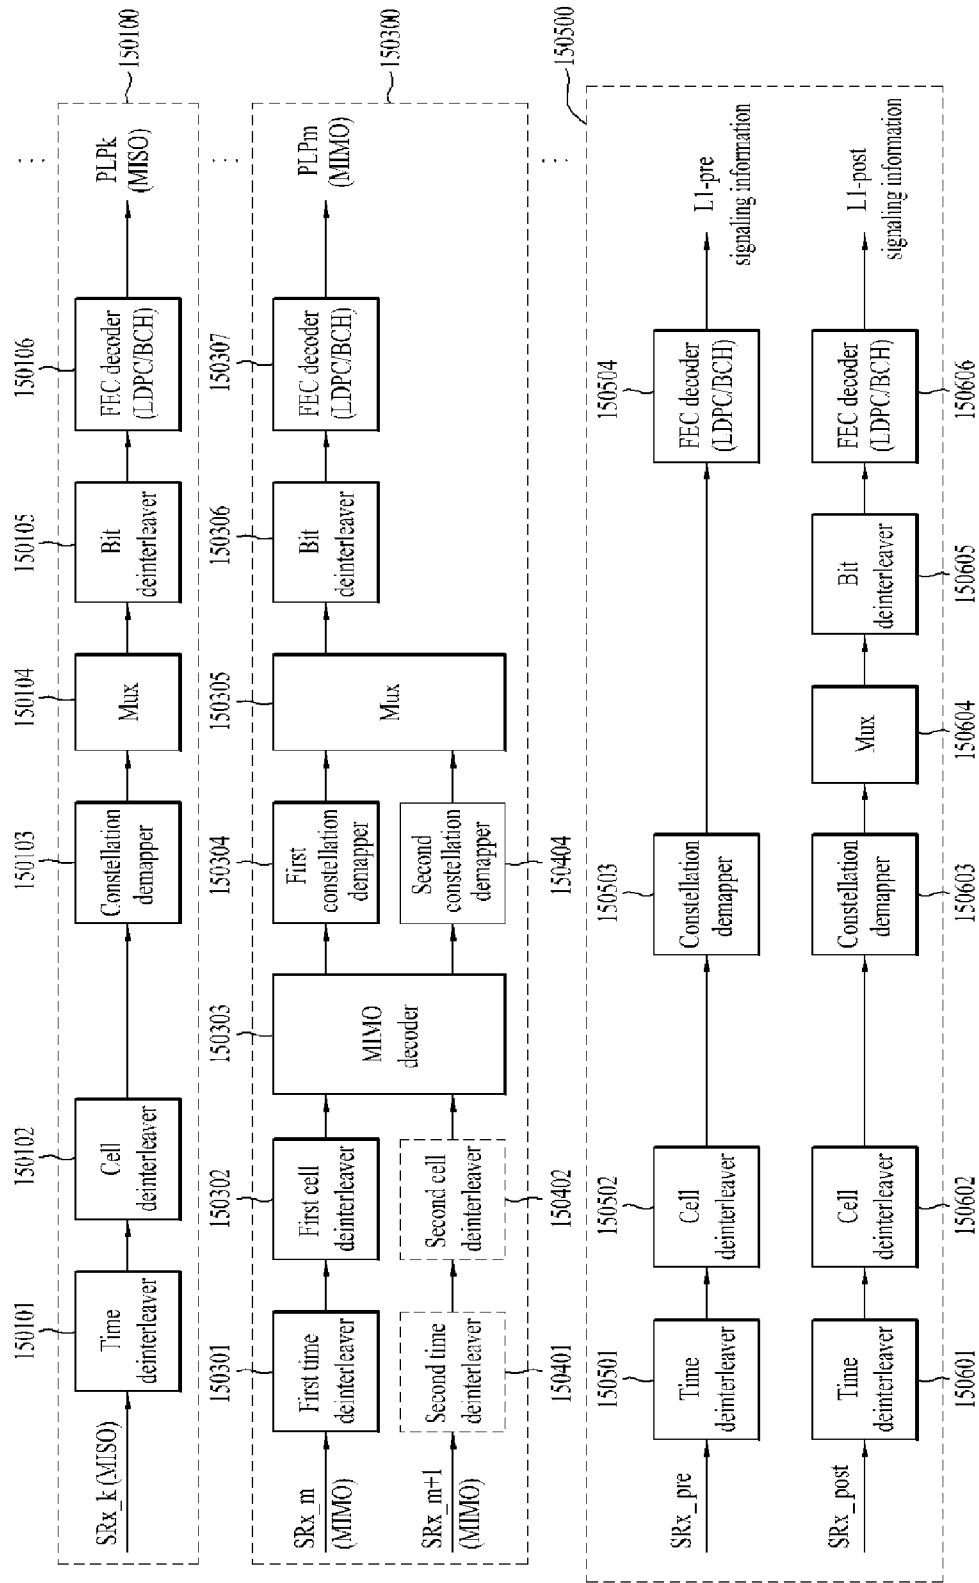 150100
150101
150102
150103
150104
150105
150106
SRx_k (MISO)
Time
deinterleaver
Cell
deinterleaver
Constellation
demapper
Mux
Bit
deinterleaver
FEC decoder
(LDPC/BCH)
PLPk
(MISO)
150300
150301
150302
150303
150304
150305
150306
150307
SRx_m
(MIMO)
First time
deinterleaver
First cell
deinterleaver
MIMO
decoder
First
constellation
demapper
Mux
Bit
deinterleaver
FEC decoder
(LDPC/BCH)
PLPm
(MIMO)
SRx_m+1
(MIMO)
Second time
deinterleaver
Second cell
deinterleaver
Second
constellation
demapper
150401
150402
150404
150500
150501
150502
150503
150504
SRx_pre
Time
deinterleaver
Cell
deinterleaver
Constellation
demapper
FEC decoder
(LDPC/BCH)
L1-pre
signaling information
SRx_post
Time
deinterleaver
Cell
deinterleaver
Constellation
demapper
Mux
Bit
deinterleaver
FEC decoder
(LDPC/BCH)
L1-post
signaling information
150601
150602
150603
150604
150605
150606